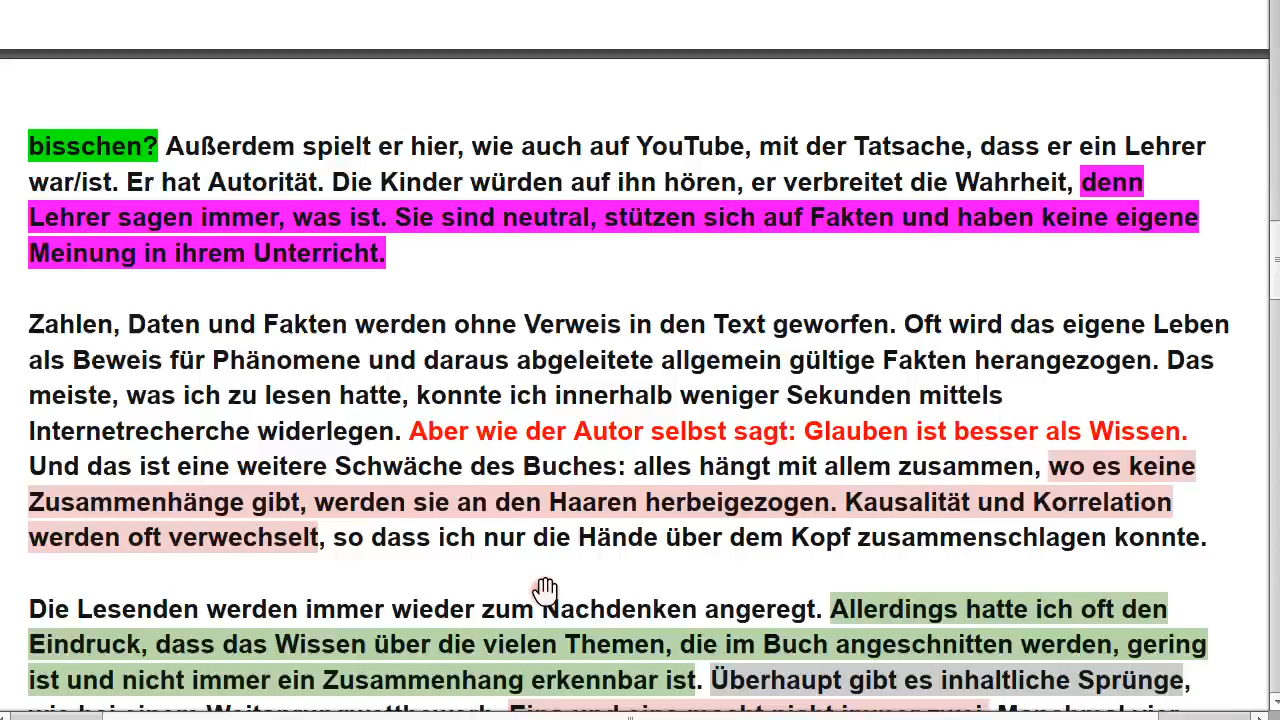 bisschen? Außerdem spielt er hier, wie auch auf YouTube, mit der Tatsache, dass er ein Lehrer
war/ist. Er hat Autorität. Die Kinder würden auf ihn hören, er verbreitet die Wahrheit, denn
Lehrer sagen immer, was ist. Sie sind neutral, stützen sich auf Fakten und haben keine eigene
Meinung in ihrem Unterricht.
Zahlen, Daten und Fakten werden ohne Verweis in den Text geworfen. Oft wird das eigene Leben
als Beweis für Phänomene und daraus abgeleitete allgemein gültige Fakten herangezogen. Das
meiste, was ich zu lesen hatte, konnte ich innerhalb weniger Sekunden mittels
Internetrecherche widerlegen. Aber wie der Autor selbst sagt: Glauben ist besser als Wissen.
Und das ist eine weitere Schwäche des Buches: alles hängt mit allem zusammen, wo es keine
Zusammenhänge gibt, werden sie an den Haaren herbeigezogen. Kausalität und Korrelation
werden oft verwechselt, so dass ich nur die Hände über dem Kopf zusammenschlagen konnte.
Die Lesenden werden immer wieder zum Nachdenken angeregt. Allerdings hatte ich oft den
Eindruck, dass das Wissen über die vielen Themen, die im Buch angeschnitten werden, gering
ist und nicht immer ein Zusammenhang erkennbar ist. Überhaupt gibt es inhaltliche Sprünge,